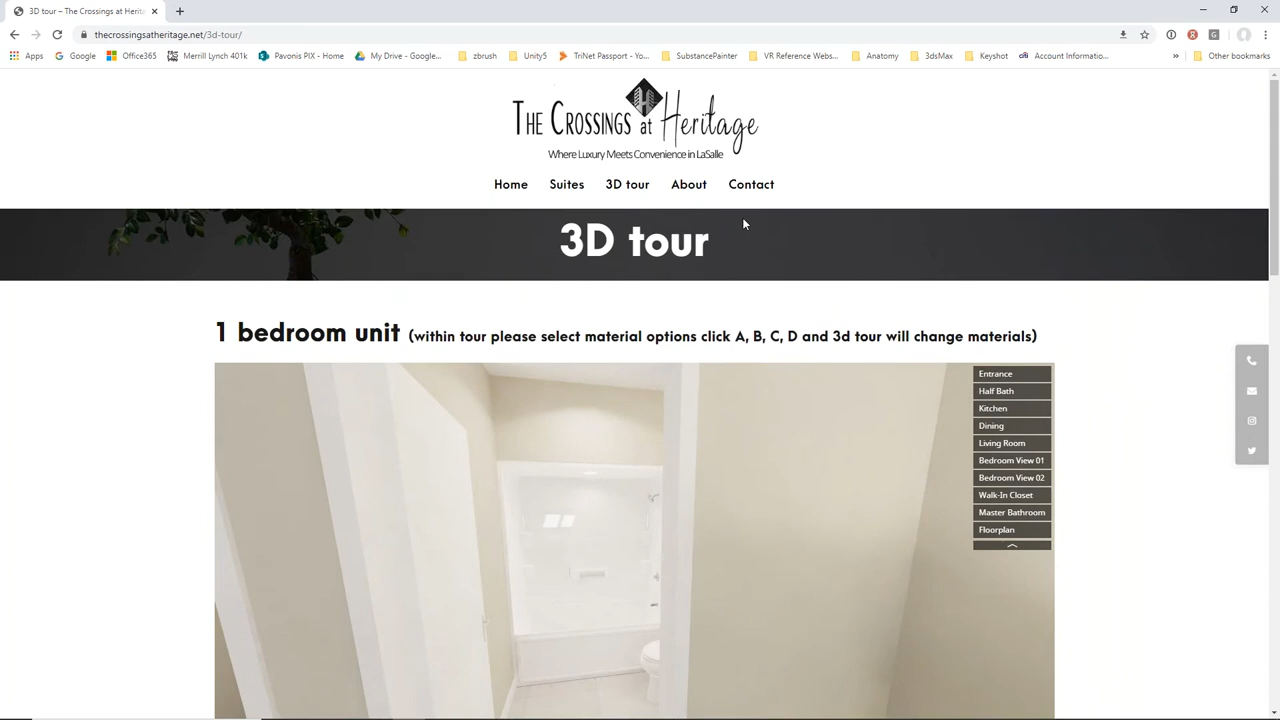 3D tour – The Crossings at Herita
thecrossingsatheritage.net/3d-tour/
Apps Google Office365 Merrill Lynch 401k Pavonis PIX - Home My Drive - Google... zbrush Unity5 TriNet Passport - Yo... SubstancePainter VR Reference Webs... Anatomy 3dsMax Keyshot Account Informatio... » Other bookmarks
THE CROSSINGS at Heritage
Where Luxury Meets Convenience in LaSalle
Home Suites 3D tour About Contact
3D tour
1 bedroom unit (within tour please select material options click A, B, C, D and 3d tour will change materials)
Entrance
Half Bath
Kitchen
Dining
Living Room
Bedroom View 01
Bedroom View 02
Walk-In Closet
Master Bathroom
Floorplan